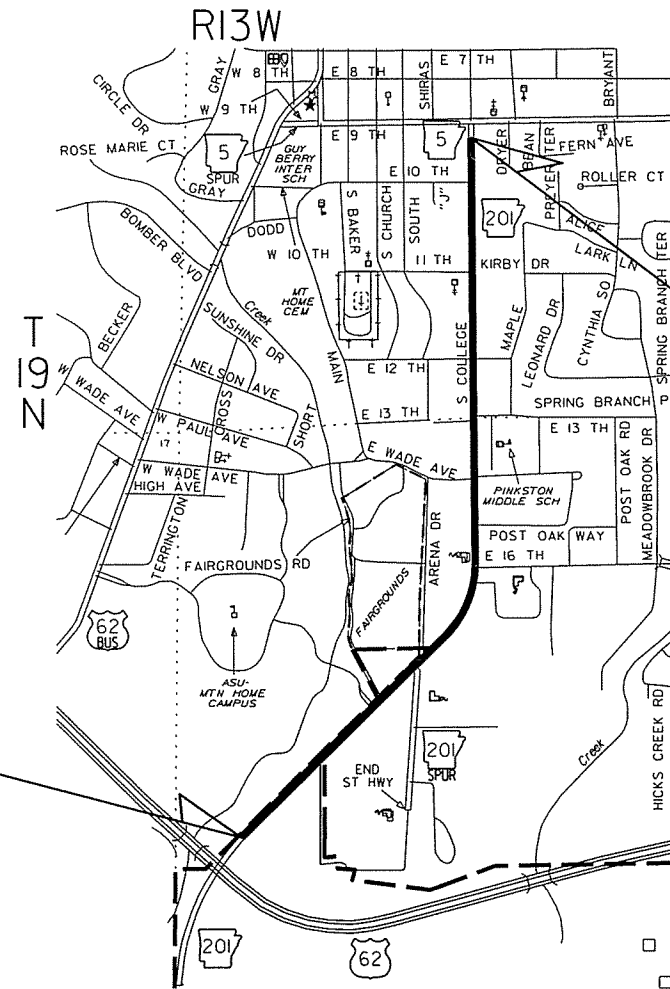 R13W
E 7 TH
W 8 TH
E 8 TH
GRAY
SHIRAS
BRYANT
CIRCLE DR
W 9 TH
ROSE MARIE CT
5
SPUR
GUY
BERRY
INTER
SCH
E 9 TH
5
DRYER
BEAN
PREYER TER
FERN AVE
E 10 TH
ROLLER CT
GRAY
"J"
201
ALICE
DODD
S BAKER
S CHURCH
SOUTH
BOMBER BLVD
W 10 TH
11 TH
KIRBY DR
LARK LN
SPRING BRANCH TER
MT
HOME
CEM
Creek
SUNSHINE DR
BECKER
T
19
N
MAIN
S COLLEGE
MAPLE
LEONARD DR
CYNTHIA SO
NELSON AVE
E 12 TH
W WADE AVE
CROSS
SHORT
SPRING BRANCH P
W PAUL AVE
17
E 13 TH
E 13 TH
POST OAK RD
MEADOWBROOK DR
E WADE AVE
W WADE AVE
HIGH AVE
PINKSTON
MIDDLE SCH
TERRINGTON
ARENA DR
POST OAK WAY
E 16 TH
FAIRGROUNDS RD
FAIRGROUNDS
62
BUS
ASU-
MTN HOME
CAMPUS
201
SPUR
END
ST HWY
Creek
HICKS CREEK RD
201
62